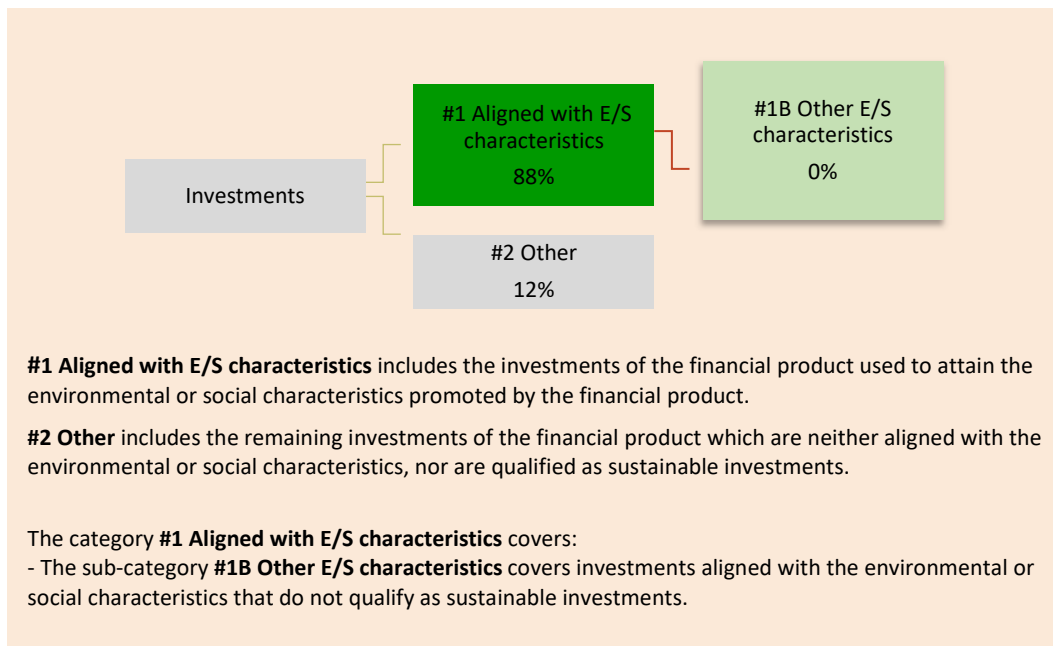 #1 Aligned with E/S
characteristics
88%
#1B Other E/S
characteristics
0%
Investments
#2 Other
12%
#1 Aligned with E/S characteristics includes the investments of the financial product used to attain the
environmental or social characteristics promoted by the financial product.
#2 Other includes the remaining investments of the financial product which are neither aligned with the
environmental or social characteristics, nor are qualified as sustainable investments.
The category #1 Aligned with E/S characteristics covers:
- The sub-category #1B Other E/S characteristics covers investments aligned with the environmental or
social characteristics that do not qualify as sustainable investments.